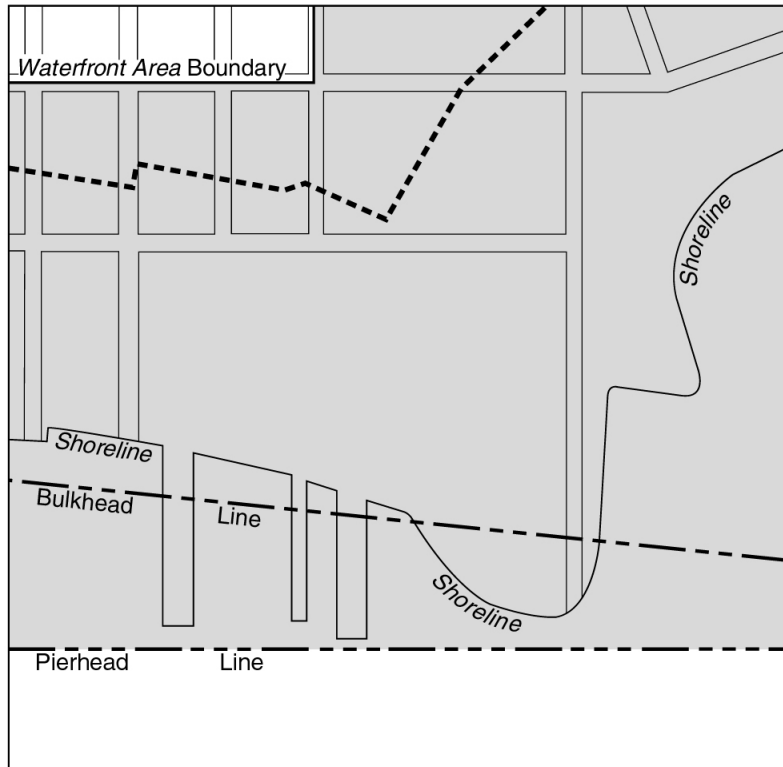 Waterfront Area Boundary
Shoreline
Shoreline
Bulkhead Line
Shoreline
Pierhead Line